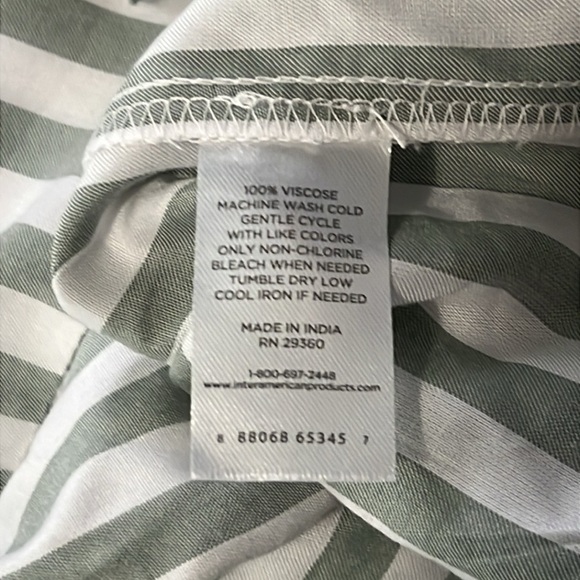 100% VISCOSE
MACHINE WASH COLD
GENTLE CYCLE
WITH LIKE COLORS
ONLY NON-CHLORINE
BLEACH WHEN NEEDED
TUMBLE DRY LOW
COOL IRON IF NEEDED
MADE IN INDIA
RN 29360
1-800-697-2448
www.interamericanproducts.com
8 88068 65345 7